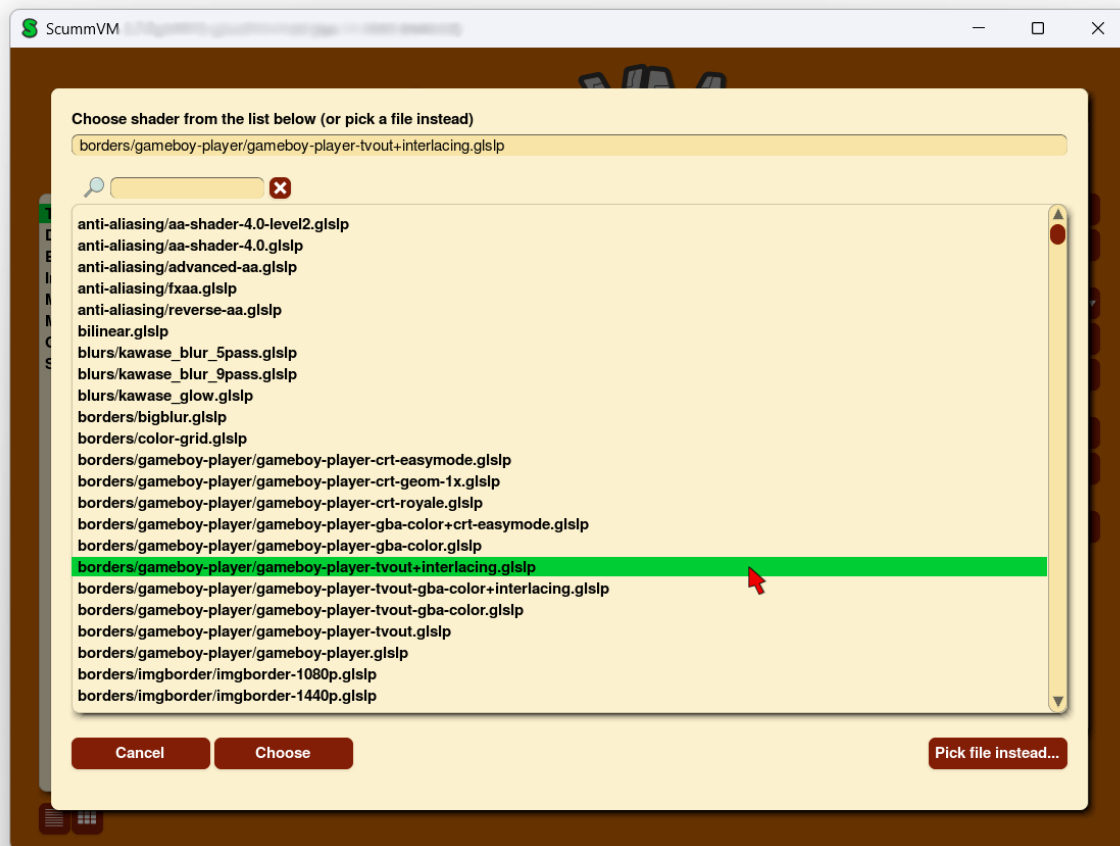 ScummVM
Choose shader from the list below (or pick a file instead)
borders/gameboy-player/gameboy-player-tvout+interlacing.glslp
anti-aliasing/aa-shader-4.0-level2.glslp
anti-aliasing/aa-shader-4.0.glslp
anti-aliasing/advanced-aa.glslp
anti-aliasing/fxaa.glslp
anti-aliasing/reverse-aa.glslp
bilinear.glslp
blurs/kawase_blur_5pass.glslp
blurs/kawase_blur_9pass.glslp
blurs/kawase_glow.glslp
borders/bigblur.glslp
borders/color-grid.glslp
borders/gameboy-player/gameboy-player-crt-easymode.glslp
borders/gameboy-player/gameboy-player-crt-geom-1x.glslp
borders/gameboy-player/gameboy-player-crt-royale.glslp
borders/gameboy-player/gameboy-player-gba-color+crt-easymode.glslp
borders/gameboy-player/gameboy-player-gba-color.glslp
borders/gameboy-player/gameboy-player-tvout+interlacing.glslp
borders/gameboy-player/gameboy-player-tvout-gba-color+interlacing.glslp
borders/gameboy-player/gameboy-player-tvout-gba-color.glslp
borders/gameboy-player/gameboy-player-tvout.glslp
borders/gameboy-player/gameboy-player.glslp
borders/imgborder/imgborder-1080p.glslp
borders/imgborder/imgborder-1440p.glslp
Cancel
Choose
Pick file instead...